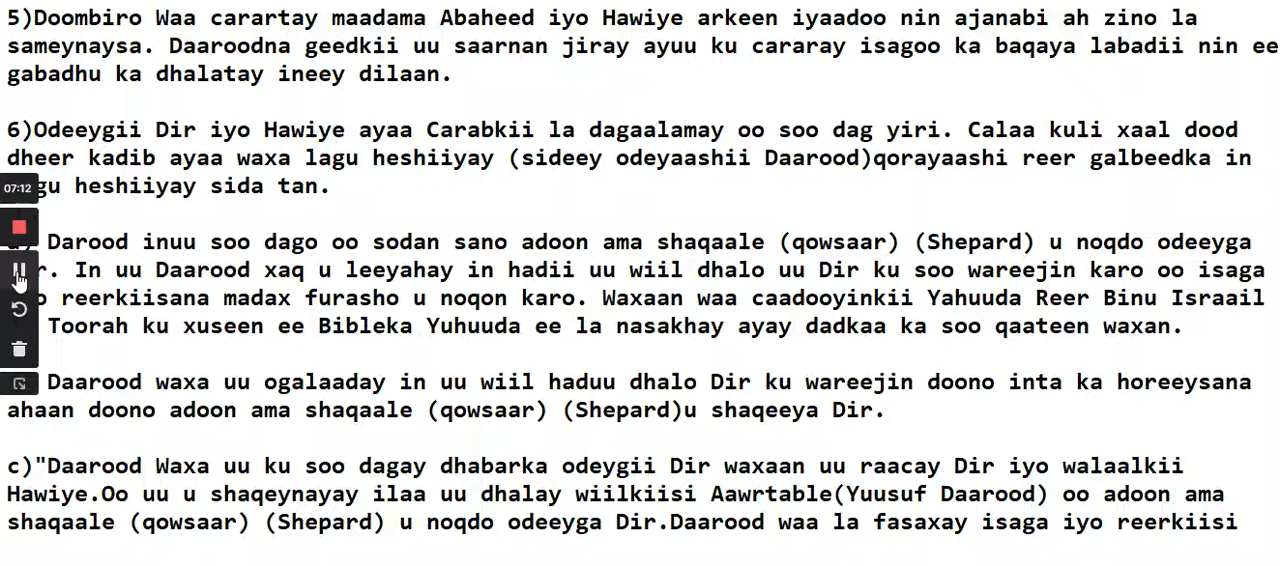 5)Doombiro Waa carartay maadama Abaheed iyo Hawiye arkeen iyaadoo nin ajanabi ah zino la
sameynaysa. Daaroodna geedkii uu saarnan jiray ayuu ku cararay isagoo ka baqaya labadii nin ee
gabadhu ka dhalatay ineey dilaan.
6)Odeeygii Dir iyo Hawiye ayaa Carabkii la dagaalamay oo soo dag yiri. Calaa kuli xaal dood
dheer kadib ayaa waxa lagu heshiiyay (sideey odeyaashii Daarood)qorayaashi reer galbeedka in
gu heshiiyay sida tan.
07:12
Darood inuu soo dago oo sodan sano adoon ama shaqaale (qowsaar) (Shepard) u noqdo odeeyga
r. In uu Daarood xaq u leeyahay in hadii uu wiil dhalo uu Dir ku soo wareejin karo oo isaga
o reerkiisana madax furasho u noqon karo. Waxaan waa caadooyinkii Yahuuda Reer Binu Israail
Toorah ku xuseen ee Bibleka Yuhuuda ee la nasakhay ayay dadkaa ka soo qaateen waxan.
Daarood waxa uu ogalaaday in uu wiil haduu dhalo Dir ku wareejin doono inta ka horeeysana
ahaan doono adoon ama shaqaale (qowsaar) (Shepard)u shaqeeya Dir.
c)"Daarood Waxa uu ku soo dagay dhabarka odeygii Dir waxaan uu raacay Dir iyo walaalkii
Hawiye.Oo uu u shaqeynayay ilaa uu dhalay wiilkiisi Aawrtable(Yuusuf Daarood) oo adoon ama
shaqaale (qowsaar) (Shepard) u noqdo odeeyga Dir.Daarood waa la fasaxay isaga iyo reerkiisi